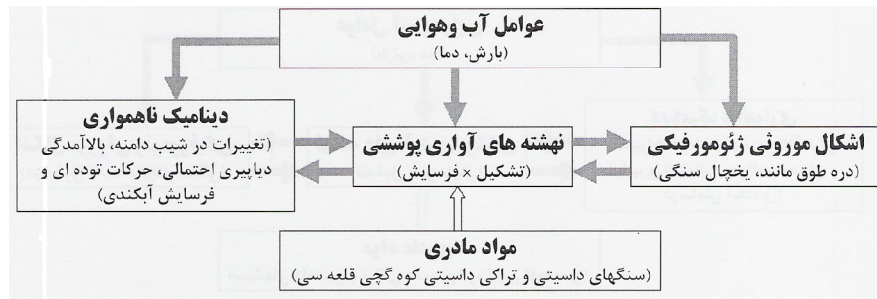 عوامل آب وهوایی
(بارش، دما)
اشکال موروثی ژئومورفیکی
(دره طوق مانند، یخچال سنگی)
نهشته های آواری پوششی
(تشکیل × فرسایش)
دینامیک ناهمواری
(تغییرات در شیب دامنه، بالاآمدگی
دیاپیری احتمالی، حرکات توده ای و
فرسایش آبکندی)
مواد مادری
(سنگهای داسیتی و تراکی داسیتی کوه گچی قلعه سی)